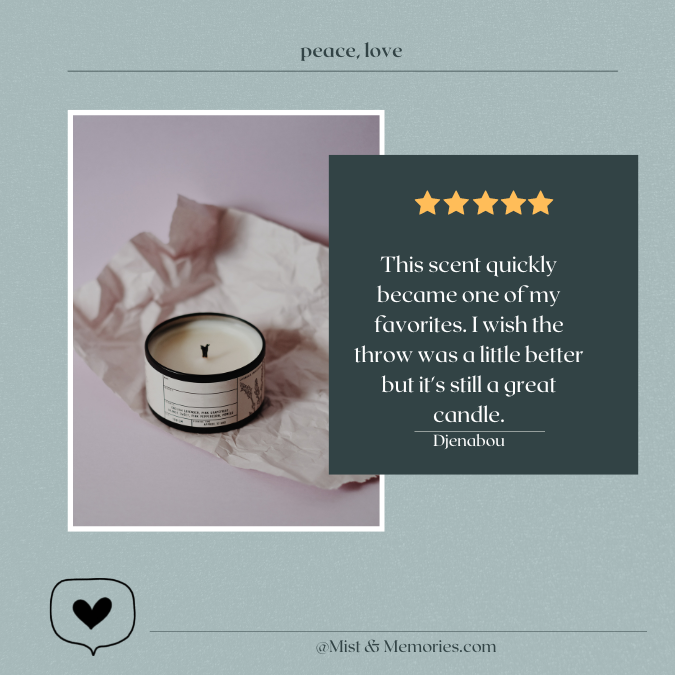 peace, love
This scent quickly
became one of my
favorites. I wish the
throw was a little better
but it's still a great
candle.
Djenabou
@Mist & Memories.com